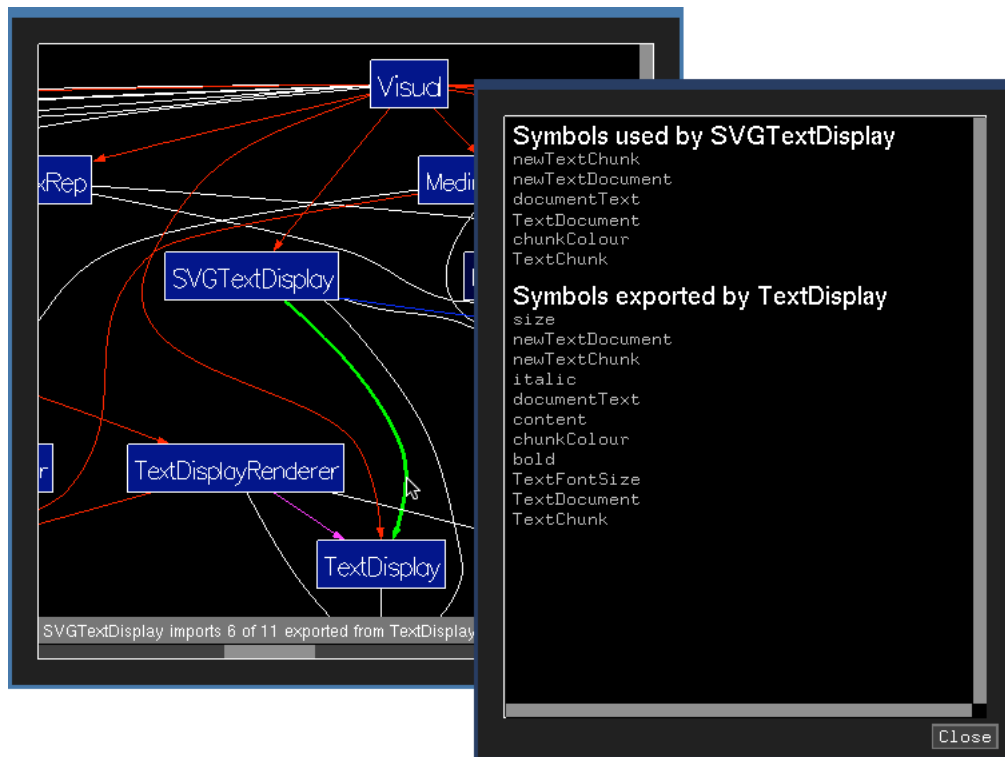 Visual
xRep
Medi
SVGTextDisplay
r
TextDisplayRenderer
TextDisplay
SVGTextDisplay imports 6 of 11 exported from TextDisplay
Symbols used by SVGTextDisplay
newTextChunk
newTextDocument
documentText
TextDocument
chunkColour
TextChunk
Symbols exported by TextDisplay
size
newTextDocument
newTextChunk
italic
documentText
content
chunkColour
bold
TextFontSize
TextDocument
TextChunk
Close